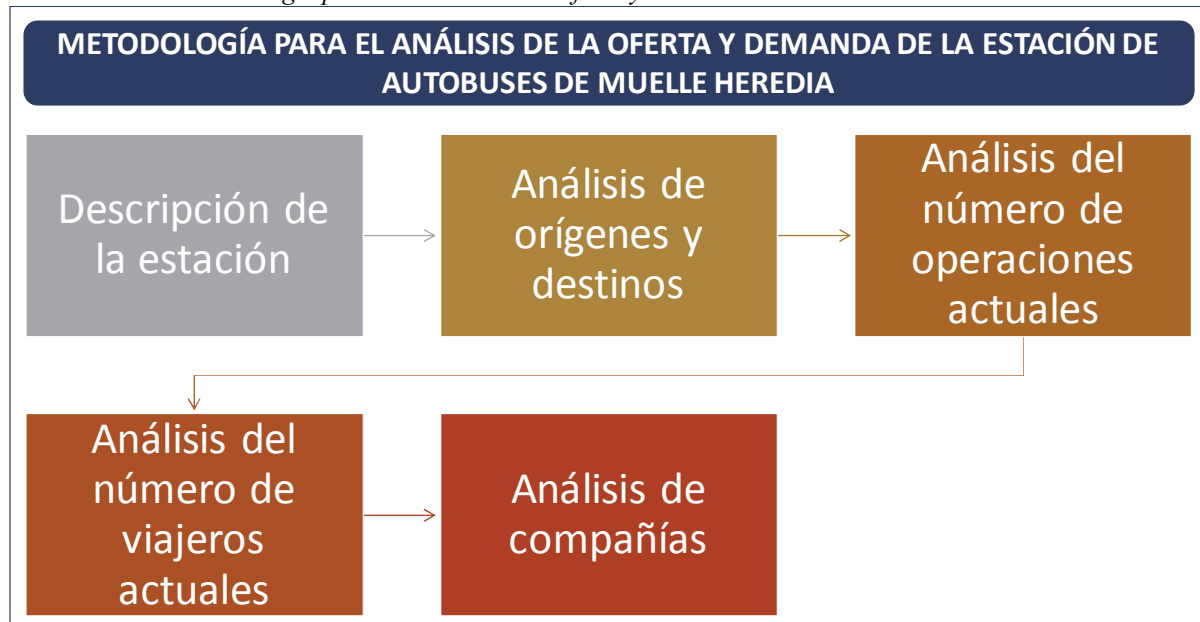 METODOLOGÍA PARA EL ANÁLISIS DE LA OFERTA Y DEMANDA DE LA ESTACIÓN DE
AUTOBUSES DE MUELLE HEREDIA
Descripción de
la estación
Análisis de
orígenes y
destinos
Análisis del
número de
operaciones
actuales
Análisis del
número de
viajeros
actuales
Análisis de
compañías